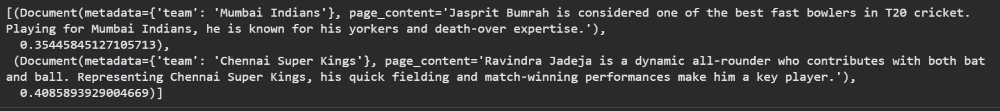 [(Document(metadata={'team': 'Mumbai Indians'}, page_content='Jasprit Bumrah is considered one of the best fast bowlers in T20 cricket.
Playing for Mumbai Indians, he is known for his yorkers and death-over expertise.'),
0.35445845127105713),
(Document(metadata={'team': 'Chennai Super Kings'}, page_content='Ravindra Jadeja is a dynamic all-rounder who contributes with both bat
and ball. Representing Chennai Super Kings, his quick fielding and match-winning performances make him a key player.'),
0.4085893929004669)]